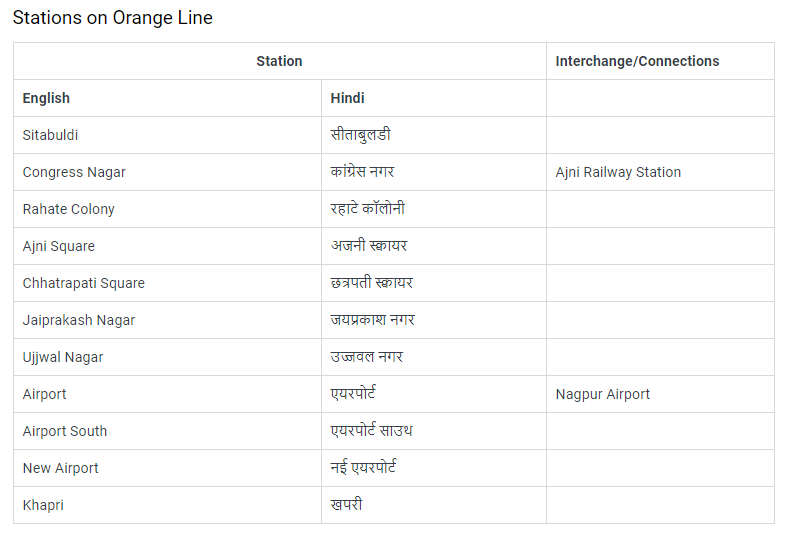 Stations on Orange Line
Station Interchange/Connections
English Hindi
Sitabuldi सीताबुलडी
Congress Nagar कांग्रेस नगर Ajni Railway Station
Rahate Colony रहाटे कॉलोनी
Ajni Square अजनी स्क्वायर
Chhatrapati Square छत्रपती स्क्वायर
Jaiprakash Nagar जयप्रकाश नगर
Ujjwal Nagar उज्जवल नगर
Airport एयरपोर्ट Nagpur Airport
Airport South एयरपोर्ट साउथ
New Airport नई एयरपोर्ट
Khapri खपरी